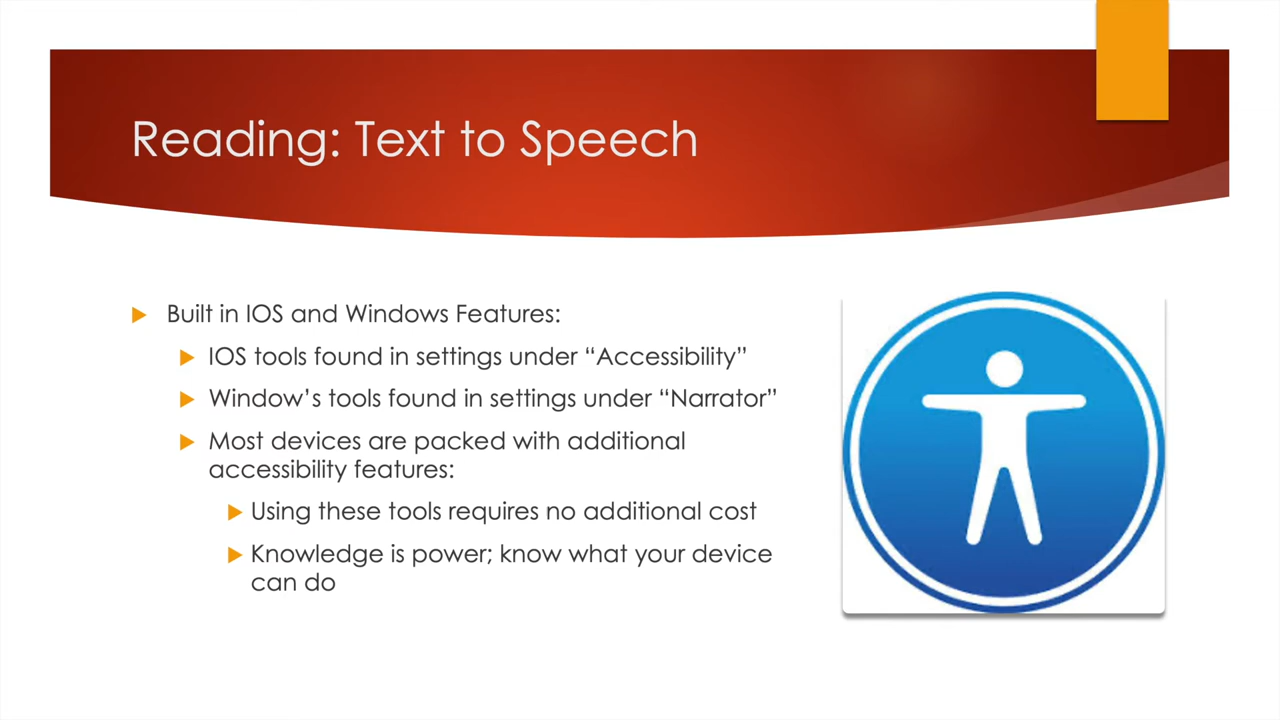 Reading: Text to Speech
Built in IOS and Windows Features:
IOS tools found in settings under “Accessibility”
Window’s tools found in settings under “Narrator”
Most devices are packed with additional
accessibility features:
Using these tools requires no additional cost
Knowledge is power; know what your device
can do